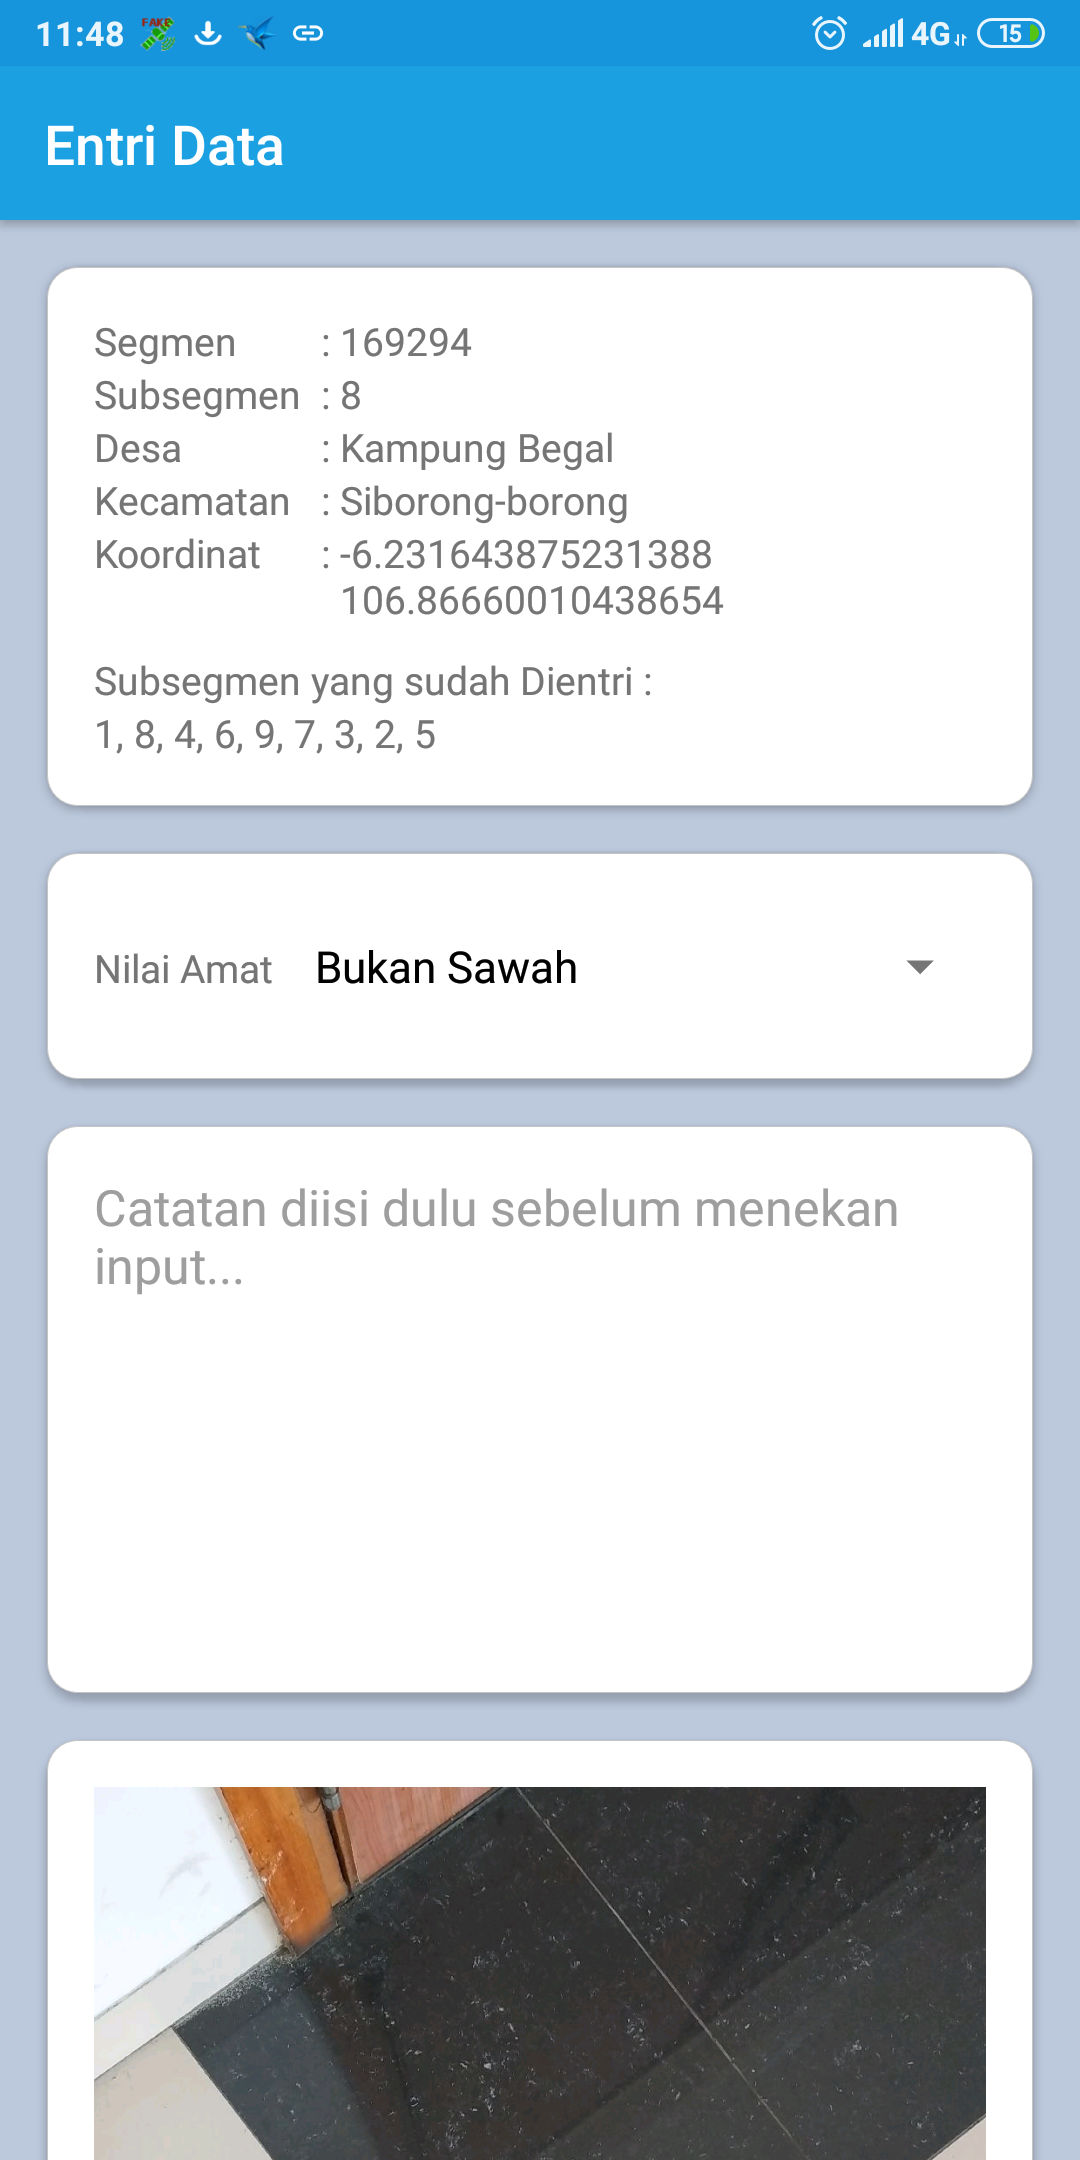 11:48 FAKE 4G 15
Entri Data
Segmen : 169294
Subsegmen : 8
Desa : Kampung Begal
Kecamatan : Siborong-borong
Koordinat : -6.231643875231388
106.86660010438654
Subsegmen yang sudah Dientri :
1, 8, 4, 6, 9, 7, 3, 2, 5
Nilai Amat Bukan Sawah
Catatan diisi dulu sebelum menekan
input...